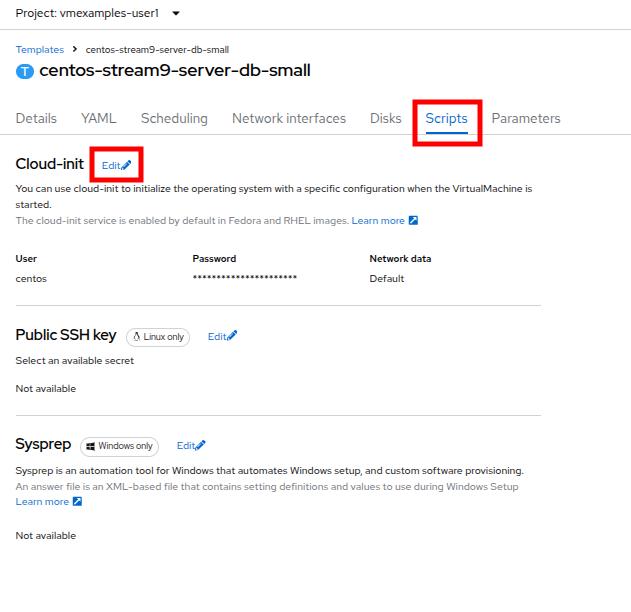 Project: vmexamples-user1
Templates > centos-stream9-server-db-small
T centos-stream9-server-db-small
Details YAML Scheduling Network interfaces Disks Scripts Parameters
Cloud-init Edit
You can use cloud-init to initialize the operating system with a specific configuration when the VirtualMachine is
started.
The cloud-init service is enabled by default in Fedora and RHEL images. Learn more
User Password Network data
centos ********************** Default
Public SSH key Linux only Edit
Select an available secret
Not available
Sysprep Windows only Edit
Sysprep is an automation tool for Windows that automates Windows setup, and custom software provisioning.
An answer file is an XML-based file that contains setting definitions and values to use during Windows Setup
Learn more
Not available